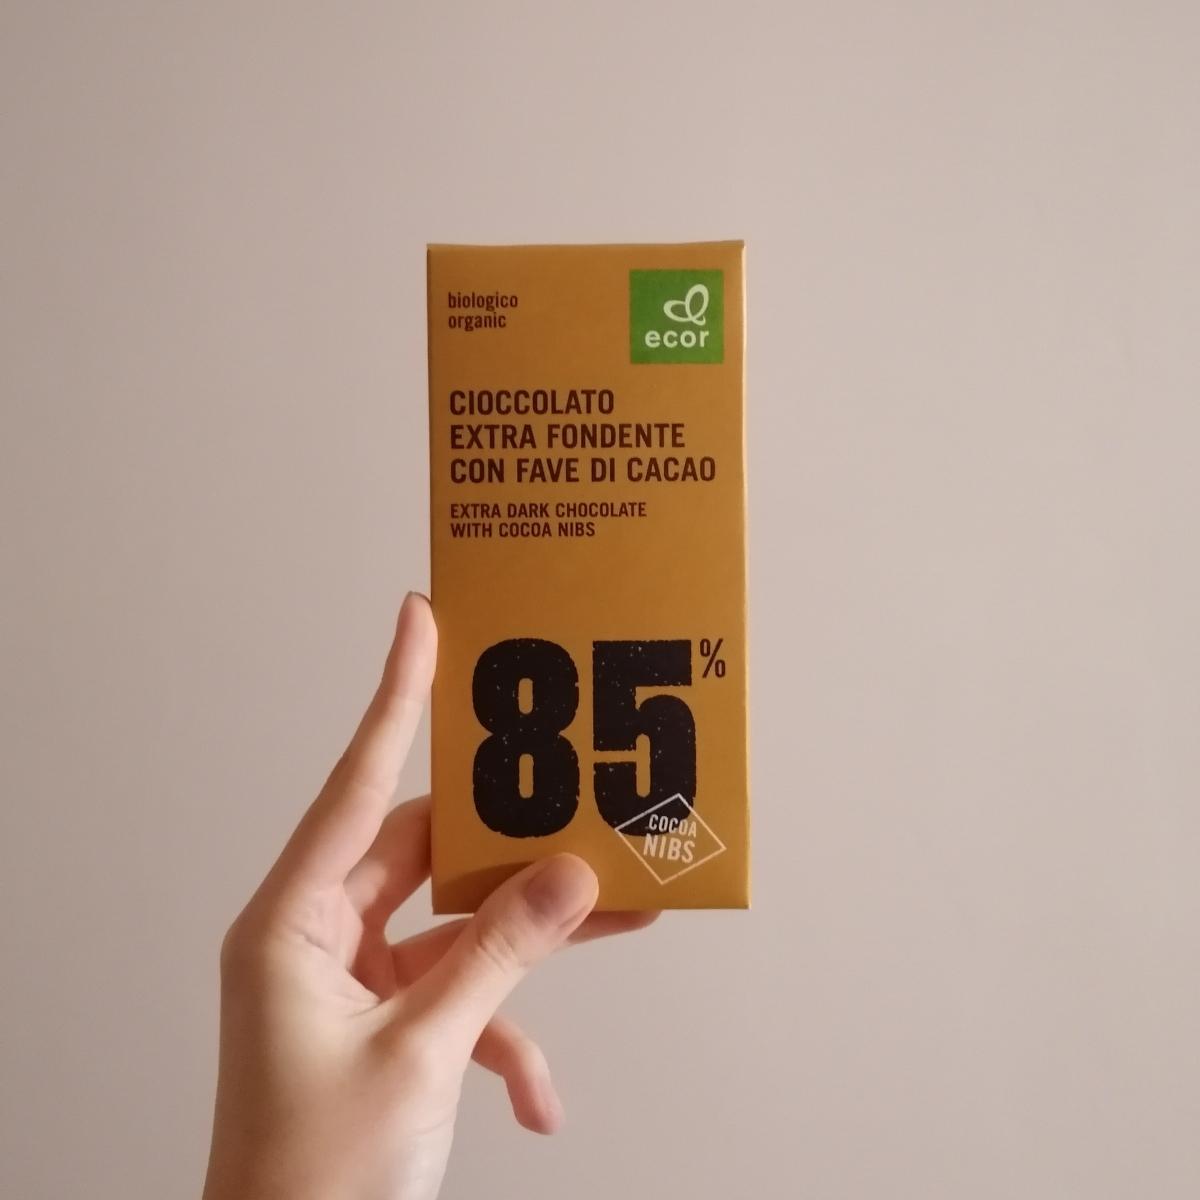 biologico
organic
ecor
CIOCCOLATO
EXTRA FONDENTE
CON FAVE DI CACAO
EXTRA DARK CHOCOLATE
WITH COCOA NIBS
85%
COCOA
NIBS